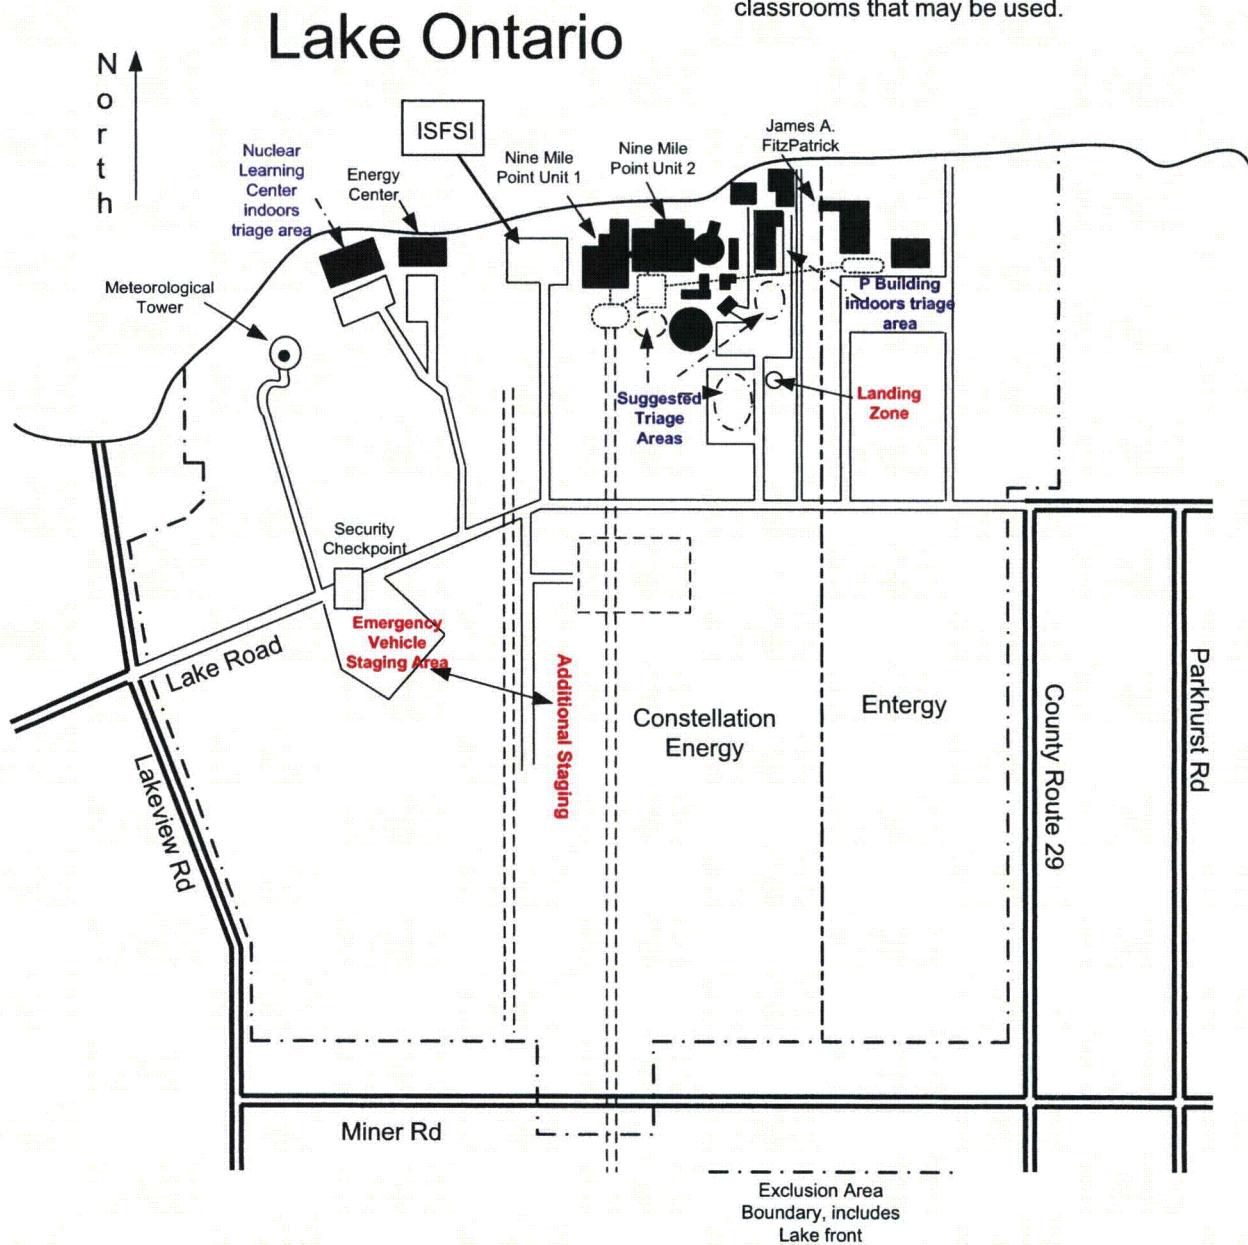 classrooms that may be used.
Lake Ontario
North
ISFSI
James A.
FitzPatrick
Nuclear
Learning
Center
indoors
triage area
Energy
Center
Nine Mile
Point Unit 1
Nine Mile
Point Unit 2
Meteorological
Tower
P Building
indoors triage
area
Suggested
Triage
Areas
Landing
Zone
Security
Checkpoint
Emergency
Vehicle
Staging Area
Lake Road
Additional Staging
Constellation
Energy
Entergy
County Route 29
Parkhurst Rd
Lakeview Rd
Miner Rd
Exclusion Area
Boundary, includes
Lake front